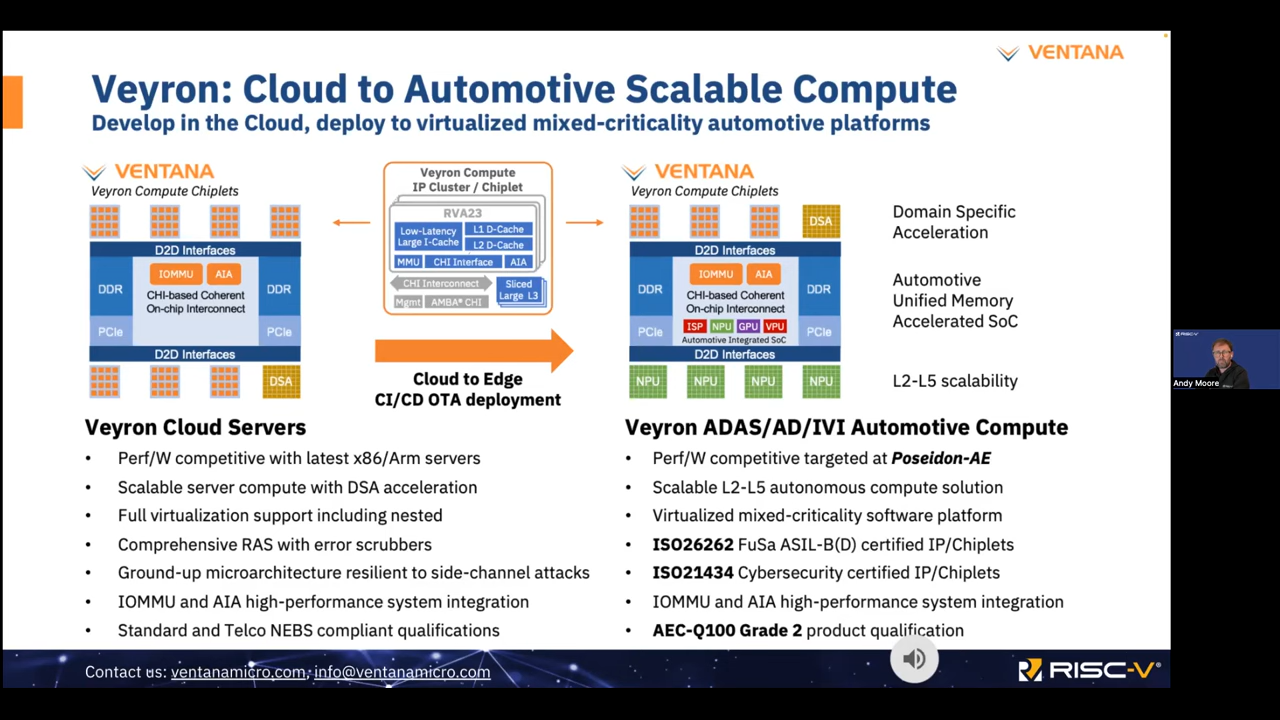 VENTANA
Veyron: Cloud to Automotive Scalable Compute
Develop in the Cloud, deploy to virtualized mixed-criticality automotive platforms
VENTANA
Veyron Compute Chiplets
D2D Interfaces
IOMMU AIA
DDR DDR
CHI-based Coherent
On-chip Interconnect
PCIe PCIe
D2D Interfaces
DSA
Veyron Compute
IP Cluster / Chiplet
RVA23
Low-Latency
Large I-Cache
L1 D-Cache
L2 D-Cache
MMU CHI Interface AIA
CHI Interconnect
Sliced
Large L3
Mgmt AMBA® CHI
Cloud to Edge
CI/CD OTA deployment
VENTANA
Veyron Compute Chiplets
DSA
D2D Interfaces
IOMMU AIA
DDR DDR
CHI-based Coherent
On-chip Interconnect
PCIe PCIe
ISP NPU GPU VPU
Automotive Integrated SoC
D2D Interfaces
NPU NPU NPU NPU
Domain Specific
Acceleration
Automotive
Unified Memory
Accelerated SoC
L2-L5 scalability
Veyron Cloud Servers
• Perf/W competitive with latest x86/Arm servers
• Scalable server compute with DSA acceleration
• Full virtualization support including nested
• Comprehensive RAS with error scrubbers
• Ground-up microarchitecture resilient to side-channel attacks
• IOMMU and AIA high-performance system integration
• Standard and Telco NEBS compliant qualifications
Veyron ADAS/AD/IVI Automotive Compute
• Perf/W competitive targeted at Poseidon-AE
• Scalable L2-L5 autonomous compute solution
• Virtualized mixed-criticality software platform
• ISO26262 FuSa ASIL-B(D) certified IP/Chiplets
• ISO21434 Cybersecurity certified IP/Chiplets
• IOMMU and AIA high-performance system integration
• AEC-Q100 Grade 2 product qualification
Contact us: ventanamicro.com, info@ventanamicro.com
RISC-V®
RISC-V
Andy Moore